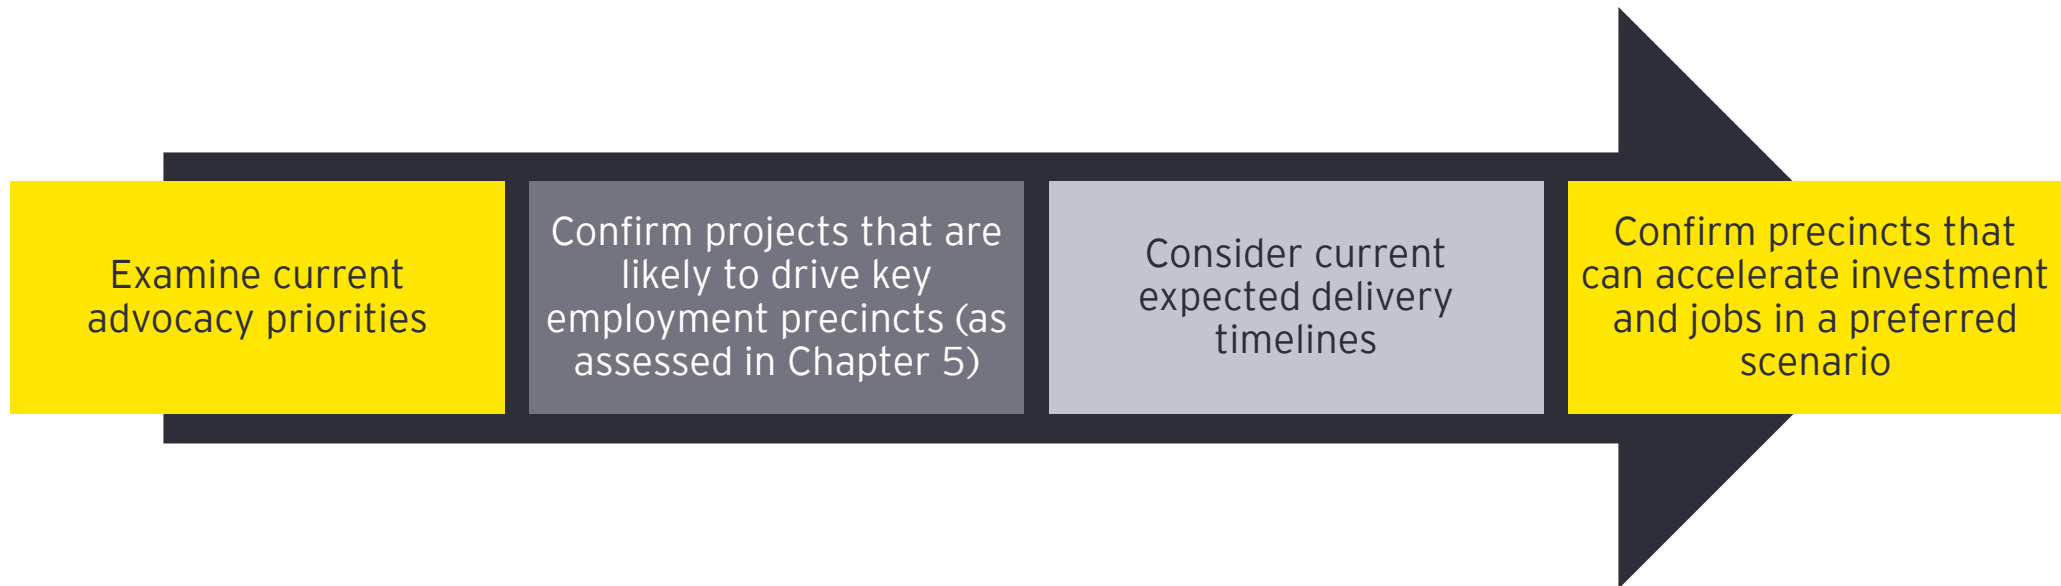 Examine current
advocacy priorities
Confirm projects that are
likely to drive key
employment precincts (as
assessed in Chapter 5)
Consider current
expected delivery
timelines
Confirm precincts that
can accelerate investment
and jobs in a preferred
scenario